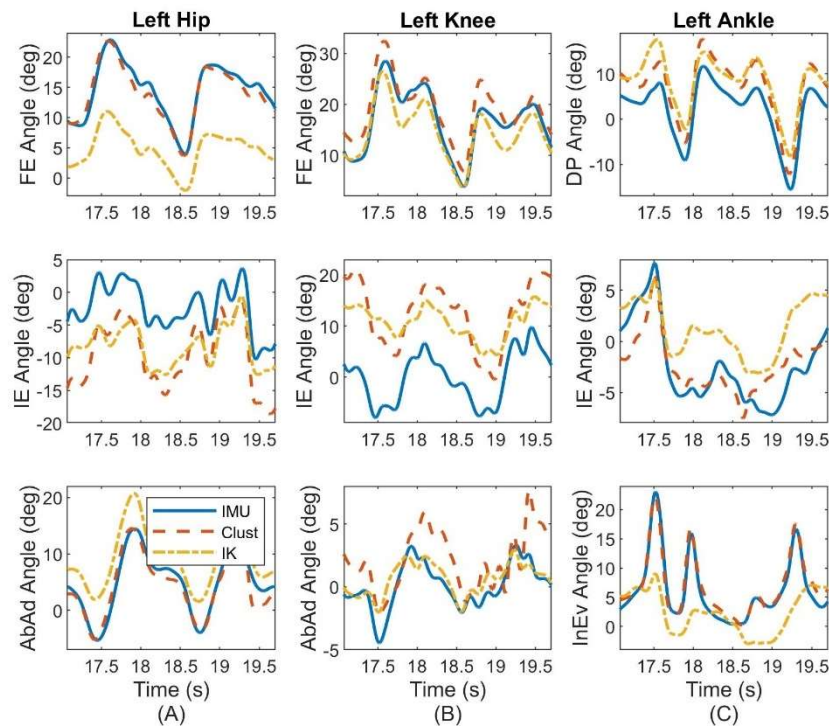 Left Hip
Left Knee
Left Ankle
FE Angle (deg)
20
15
10
5
0
17.5 18 18.5 19 19.5
FE Angle (deg)
30
20
10
17.5 18 18.5 19 19.5
DP Angle (deg)
10
0
-10
17.5 18 18.5 19 19.5
IE Angle (deg)
5
0
-5
-10
-15
-20
17.5 18 18.5 19 19.5
IE Angle (deg)
20
10
0
17.5 18 18.5 19 19.5
IE Angle (deg)
5
0
-5
17.5 18 18.5 19 19.5
AbAd Angle (deg)
20
10
0
IMU
Clust
IK
17.5 18 18.5 19 19.5
Time (s)
(A)
AbAd Angle (deg)
5
0
-5
17.5 18 18.5 19 19.5
Time (s)
(B)
InEv Angle (deg)
20
15
10
5
0
17.5 18 18.5 19 19.5
Time (s)
(C)